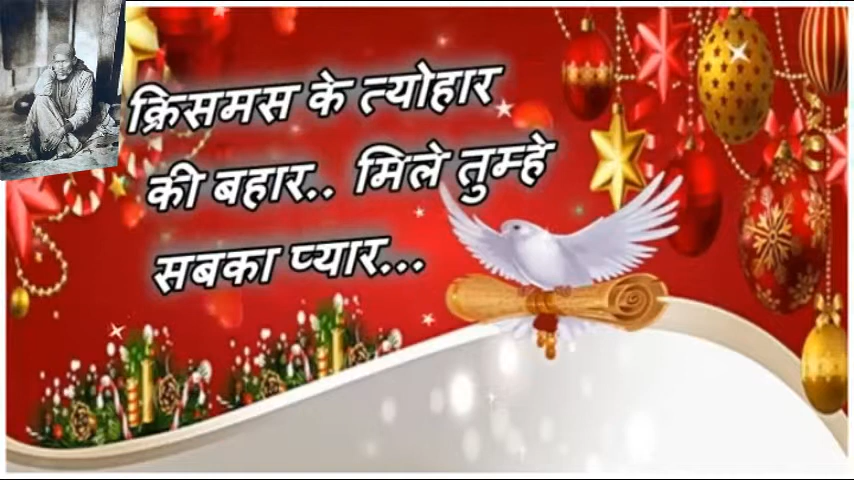 क्रिसमस के त्योहार
की बहार.. मिले तुम्हे
सबका प्यार...